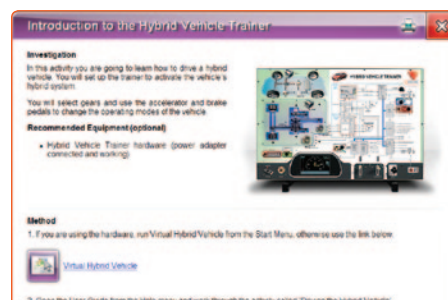 Introduction to the Hybrid Vehicle Trainer
Investigation
In this activity you are going to learn how to drive a hybrid
vehicle. You will set up the trainer to activate the vehicle's
hybrid system
You will select gears and use the accelerator and brake
pedals to change the operating modes of the vehicle
Recommended Equipment (optional)
• Hybrid Vehicle Trainer hardware (power adapter
connected and working)
HYBRID VEHICLE TRAINER
Method
1. If you are using the hardware, run Virtual Hybrid Vehicle from the Start Menu, otherwise use the link below
Virtual Hybrid Vehicle